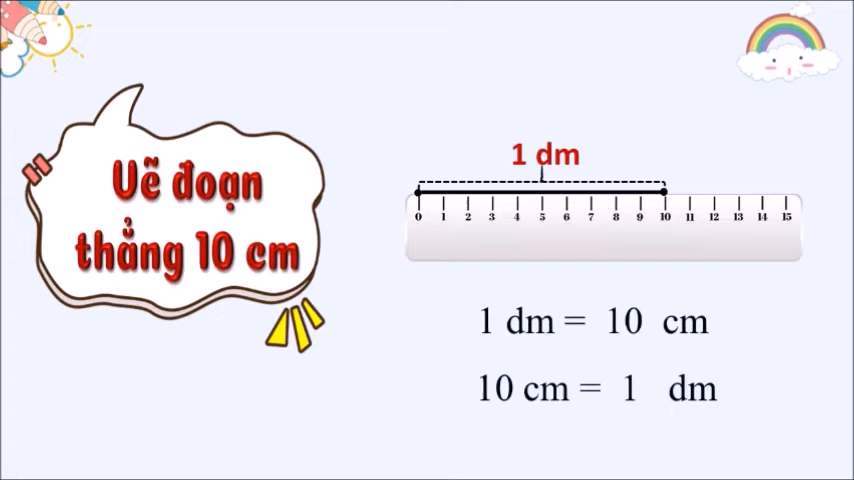 Vẽ đoạn
thẳng 10 cm
1 dm
0 1 2 3 4 5 6 7 8 9 10 11 12 13 14 15
1 dm = 10 cm
10 cm = 1 dm